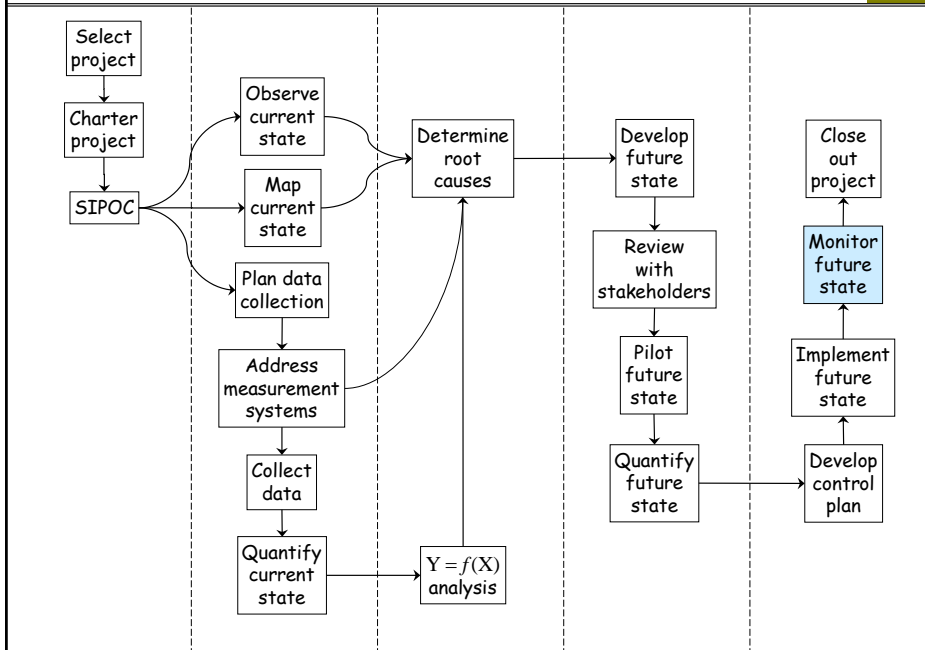 Select
project
Charter
project
SIPOC
Observe
current
state
Map
current
state
Plan data
collection
Address
measurement
systems
Collect
data
Quantify
current
state
Determine
root
causes
Y = f(X)
analysis
Develop
future
state
Review
with
stakeholders
Pilot
future
state
Quantify
future
state
Close
out
project
Monitor
future
state
Implement
future
state
Develop
control
plan